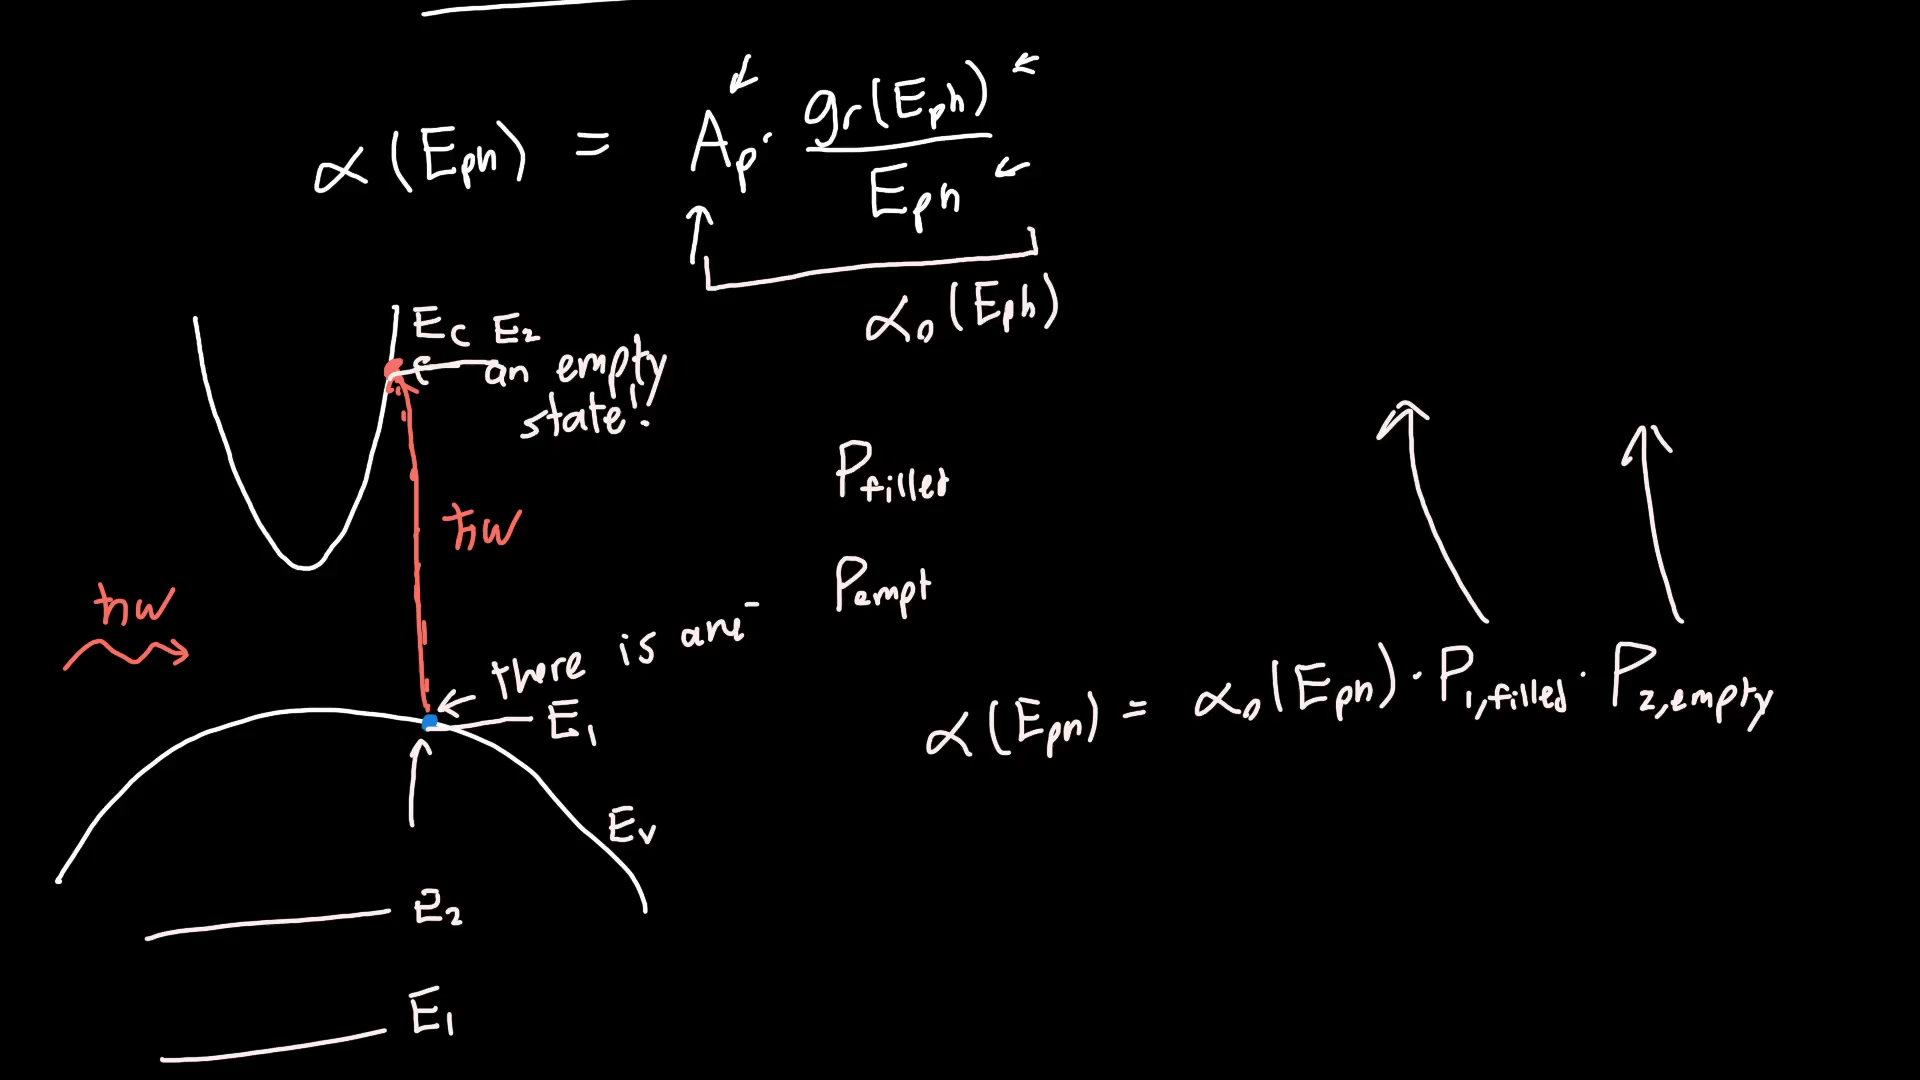 α(Eph) = Ap · gr(Eph) / Eph
α₀(Eph)
Ec E₂
an empty
state!!
Pfilled
ħω
Pempt
ħω
there is an e⁻
E₁
α(Eph) = α₀(Eph) · P₁,filled · P₂,empty
Ev
E₂
E₁